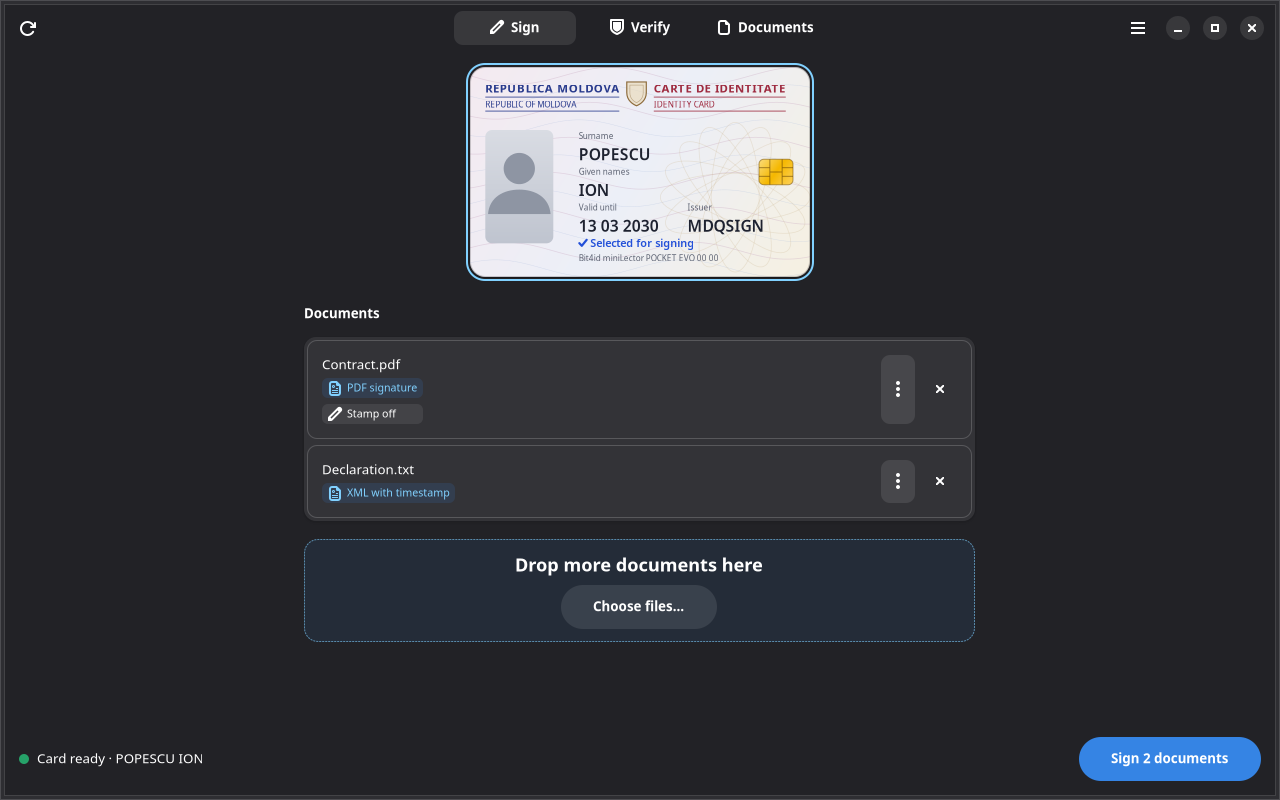 Sign
Verify
Documents
REPUBLICA MOLDOVA
CARTE DE IDENTITATE
REPUBLIC OF MOLDOVA
IDENTITY CARD
Surname
POPESCU
Given names
ION
Valid until
Issuer
13 03 2030
MDQSIGN
Selected for signing
Bit4id miniLector POCKET EVO 00 00
Documents
Contract.pdf
PDF signature
Stamp off
Declaration.txt
XML with timestamp
Drop more documents here
Choose files...
Card ready · POPESCU ION
Sign 2 documents